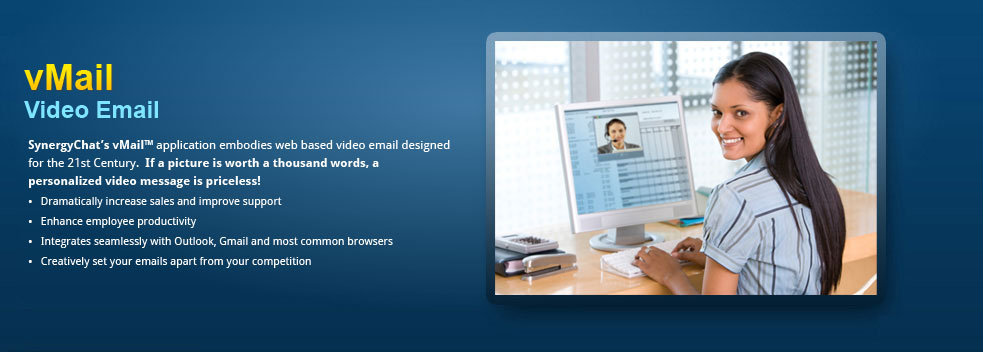 vMail
Video Email
SynergyChat's vMail™ application embodies web based video email designed
for the 21st Century.  If a picture is worth a thousand words, a
personalized video message is priceless!
• Dramatically increase sales and improve support
• Enhance employee productivity
• Integrates seamlessly with Outlook, Gmail and most common browsers
• Creatively set your emails apart from your competition